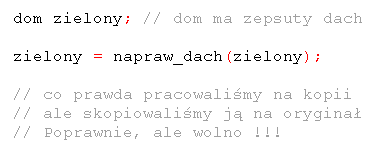 dom zielony; // dom ma zepsuty dach
zielony = napraw_dach(zielony);
// co prawda pracowaliśmy na kopii
// ale skopiowaliśmy ją na oryginał
// Poprawnie, ale wolno !!!